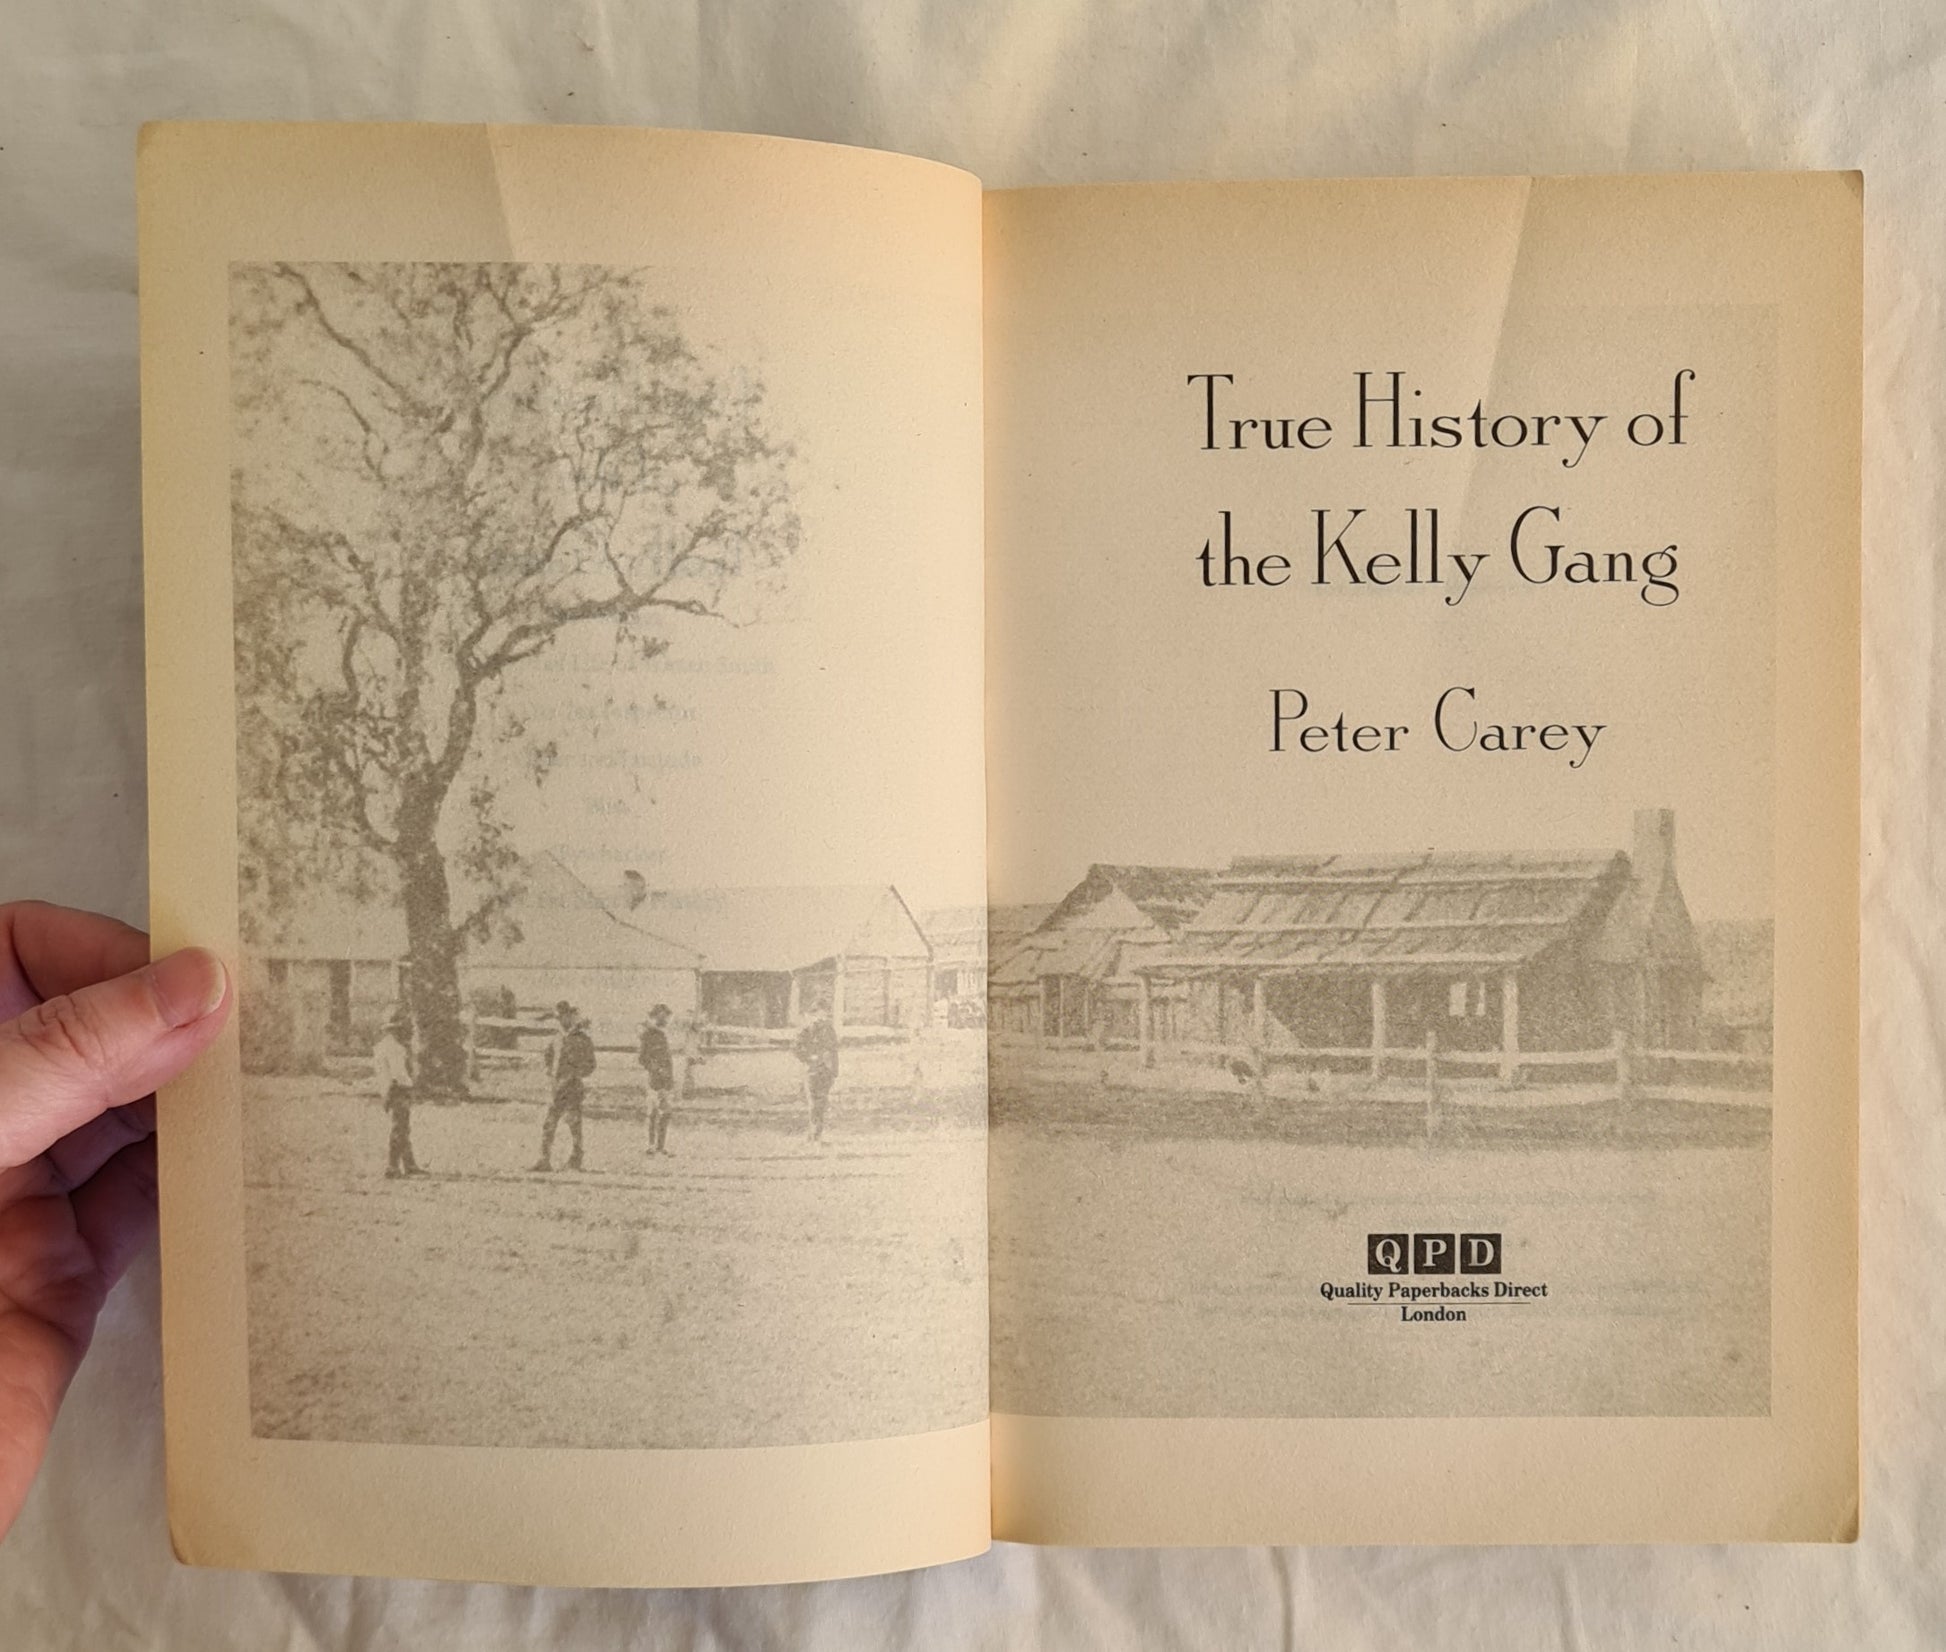 True History of
the Kelly Gang
Peter Carey
QPD
Quality Paperbacks Direct
London